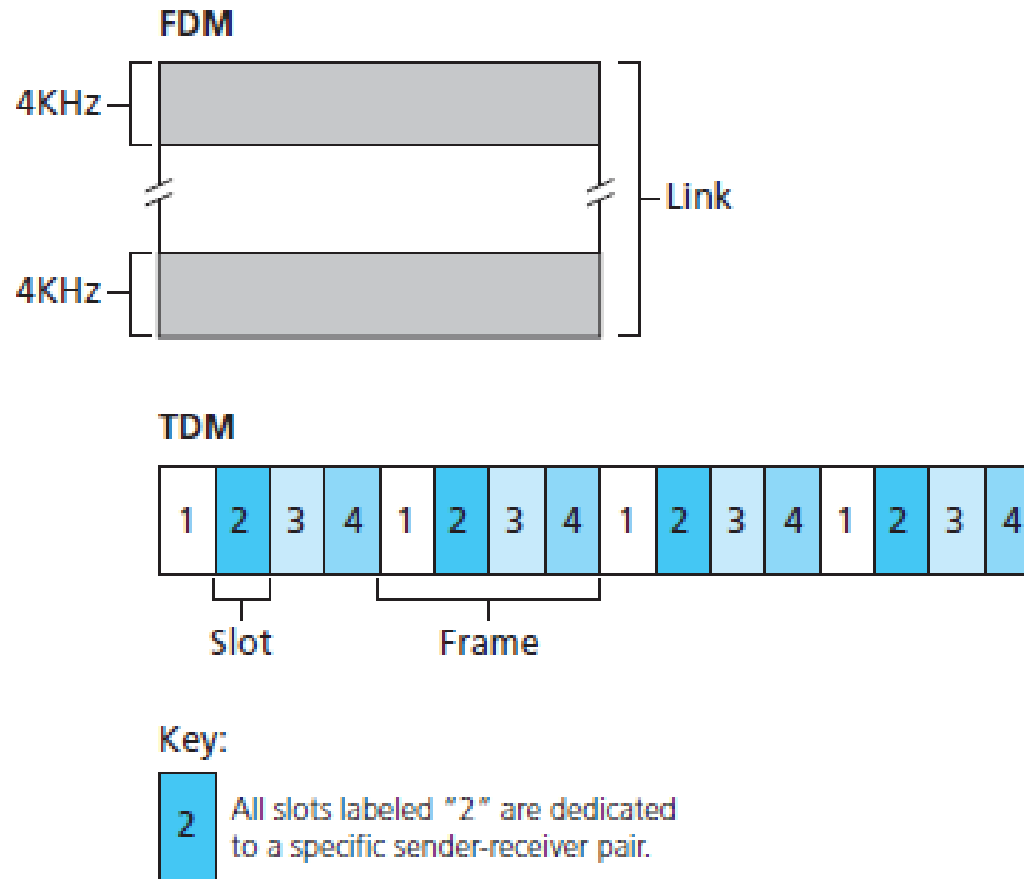 FDM
4KHz
Link
4KHz
TDM
1 2 3 4 1 2 3 4 1 2 3 4 1 2 3 4
Slot Frame
Key:
2 All slots labeled "2" are dedicated
to a specific sender-receiver pair.